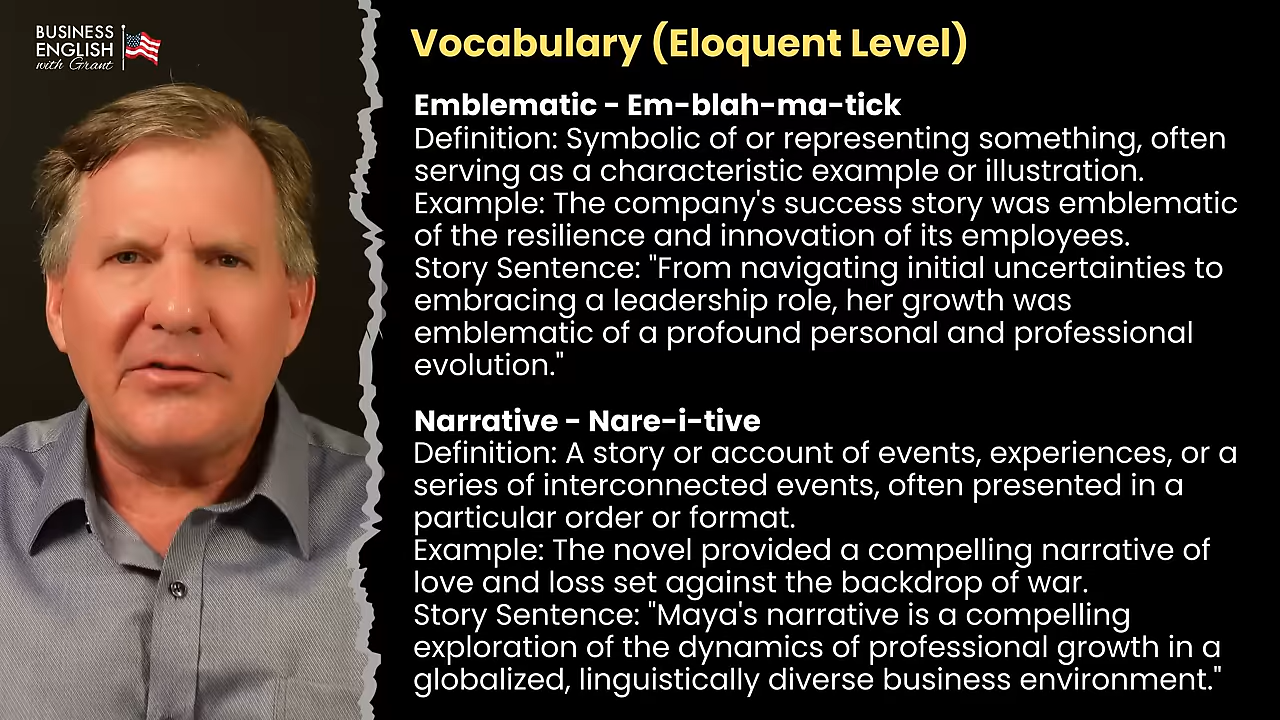 BUSINESS
ENGLISH
with Grant
Vocabulary (Eloquent Level)
Emblematic - Em-blah-ma-tick
Definition: Symbolic of or representing something, often
serving as a characteristic example or illustration.
Example: The company's success story was emblematic
of the resilience and innovation of its employees.
Story Sentence: "From navigating initial uncertainties to
embracing a leadership role, her growth was
emblematic of a profound personal and professional
evolution."
Narrative - Nare-i-tive
Definition: A story or account of events, experiences, or a
series of interconnected events, often presented in a
particular order or format.
Example: The novel provided a compelling narrative of
love and loss set against the backdrop of war.
Story Sentence: "Maya's narrative is a compelling
exploration of the dynamics of professional growth in a
globalized, linguistically diverse business environment."